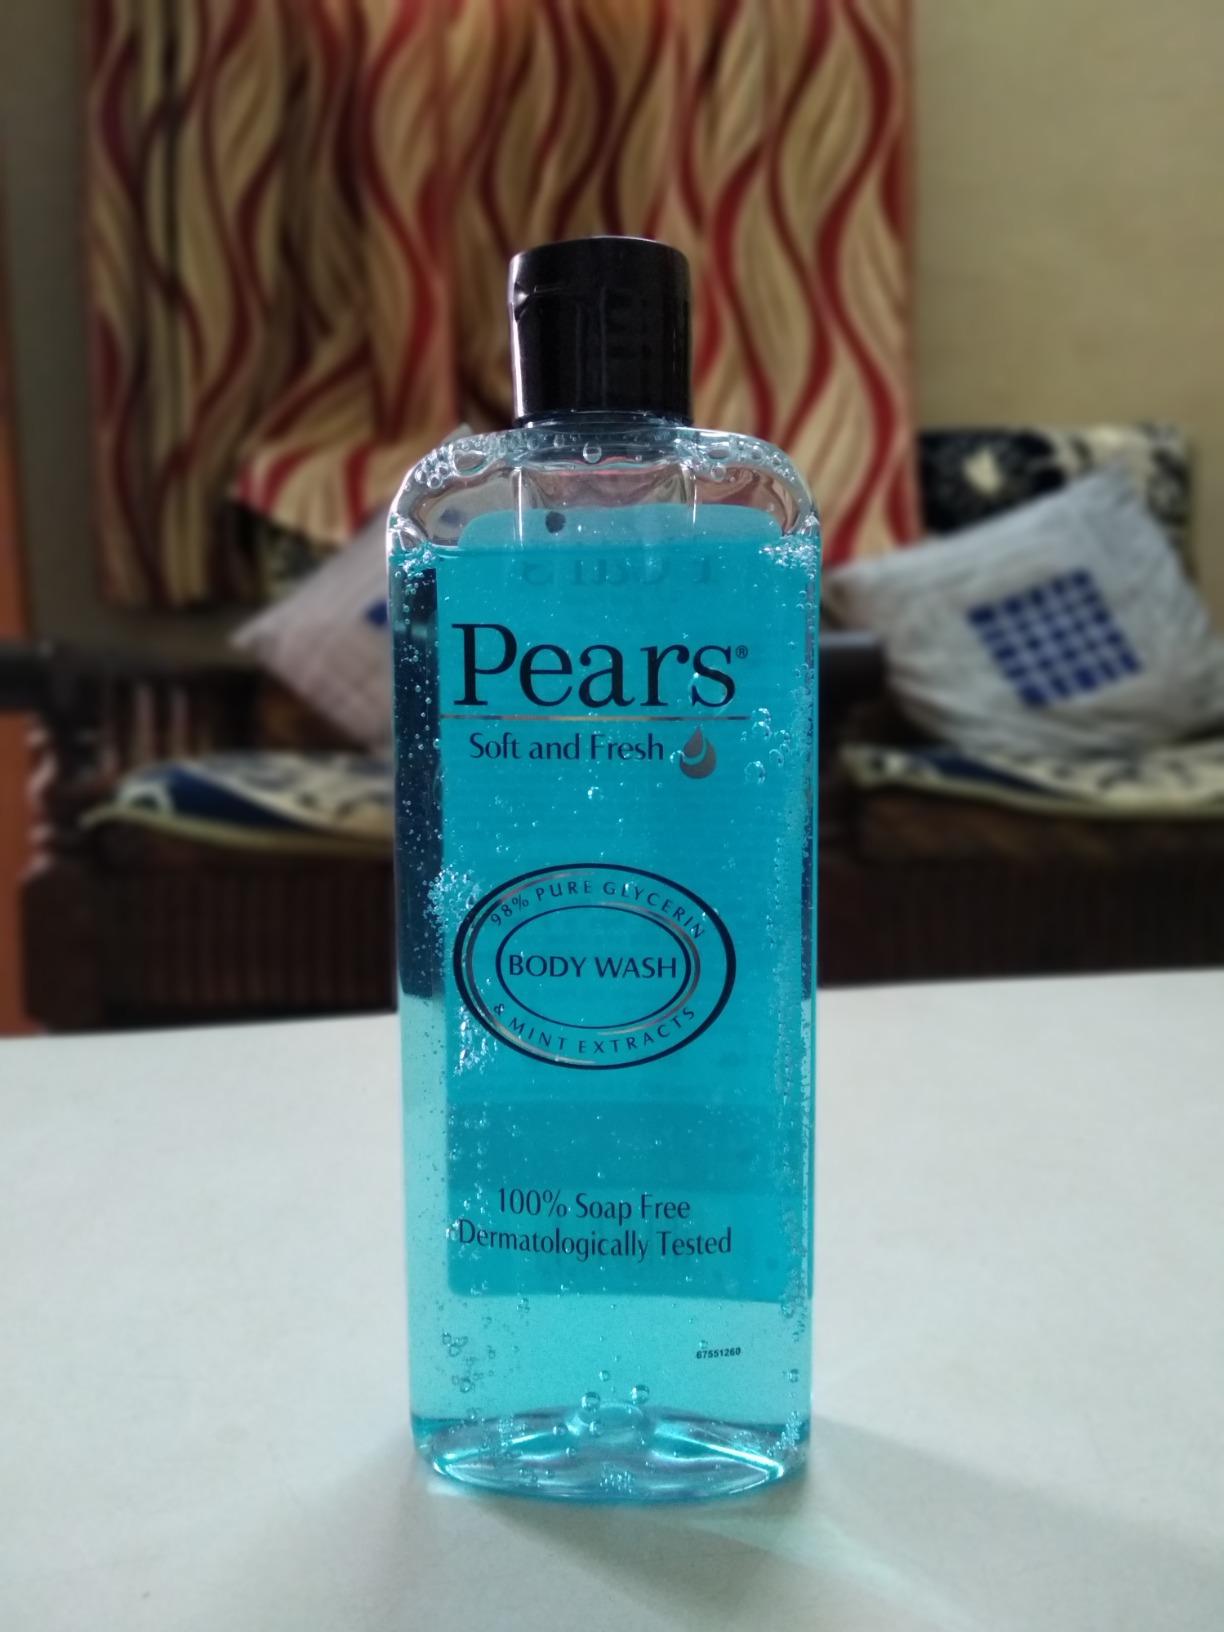 Pears®
Soft and Fresh
98% PURE GLYCERIN
BODY WASH
& MINT EXTRACTS
100% Soap Free
Dermatologically Tested
67551260